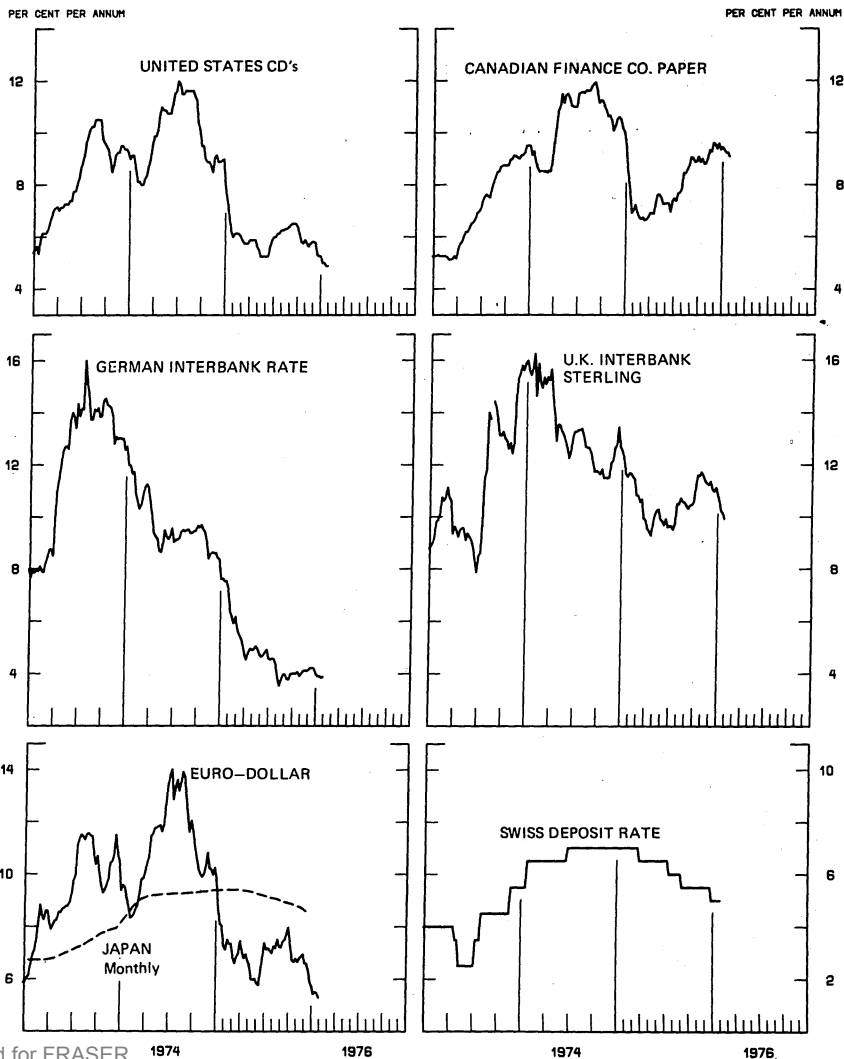 PER CENT PER ANNUM
PER CENT PER ANNUM
UNITED STATES CD's
CANADIAN FINANCE CO. PAPER
12
12
8
8
4
4
GERMAN INTERBANK RATE
U.K. INTERBANK
STERLING
16
16
12
12
8
8
4
4
EURO-DOLLAR
SWISS DEPOSIT RATE
14
10
10
6
6
2
JAPAN
Monthly
1974
1976
1974
1976
d for FRASER